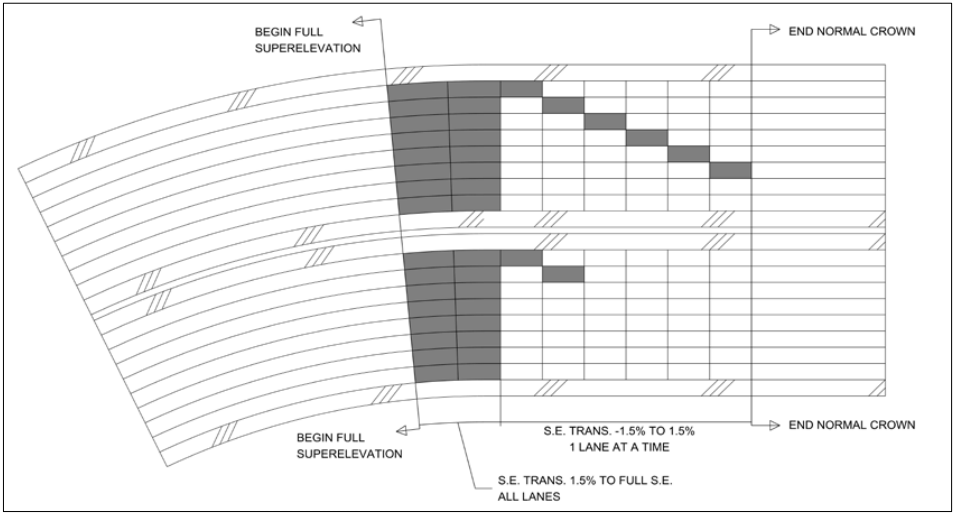 BEGIN FULL
SUPERELEVATION
END NORMAL CROWN
BEGIN FULL
SUPERELEVATION
S.E. TRANS. -1.5% TO 1.5%
1 LANE AT A TIME
END NORMAL CROWN
S.E. TRANS. 1.5% TO FULL S.E.
ALL LANES